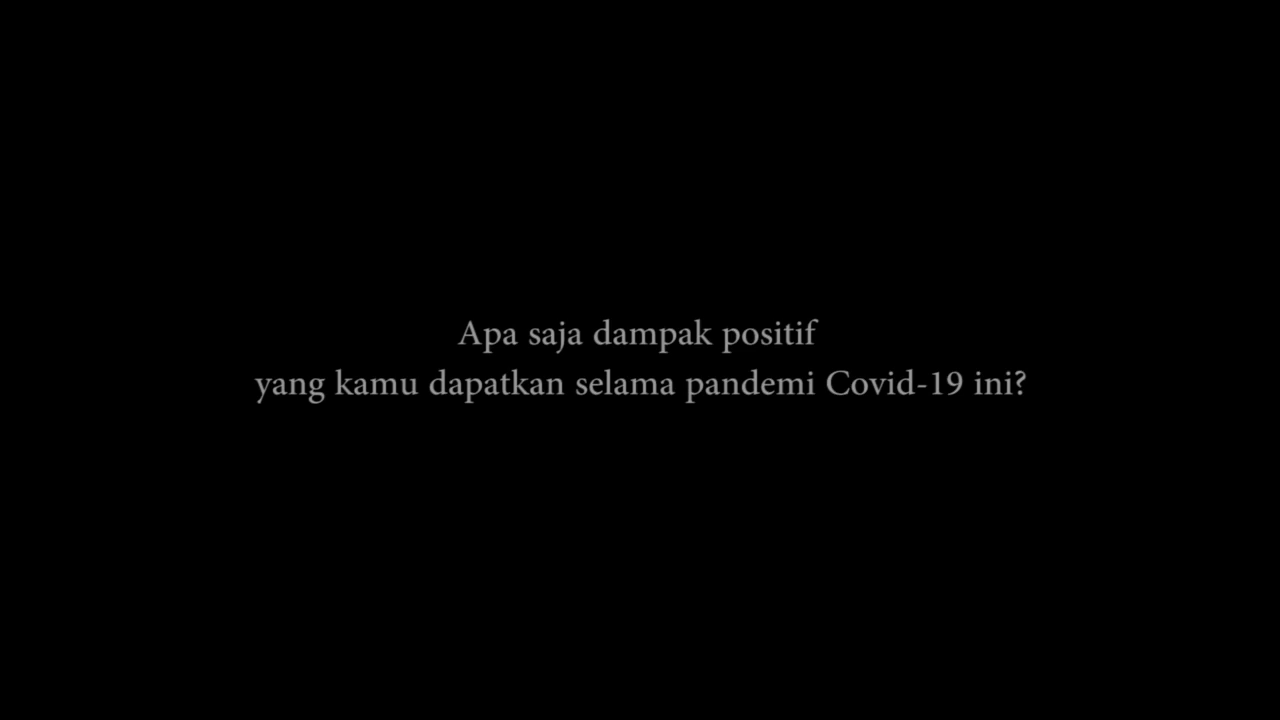 Apa saja dampak positif
yang kamu dapatkan selama pandemi Covid-19 ini?